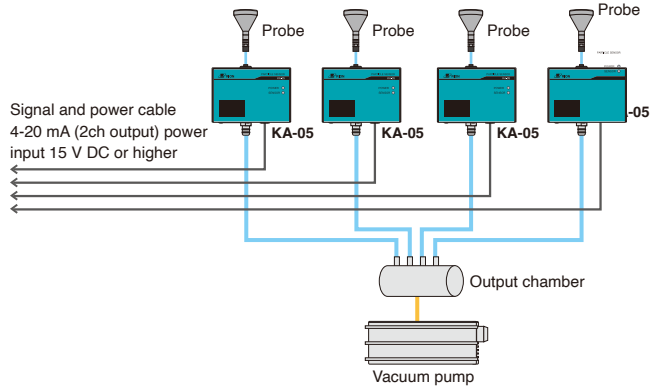 Probe
Probe
Probe
Probe
Signal and power cable
4-20 mA (2ch output) power
input 15 V DC or higher
KA-05
KA-05
KA-05
-05
Output chamber
Vacuum pump